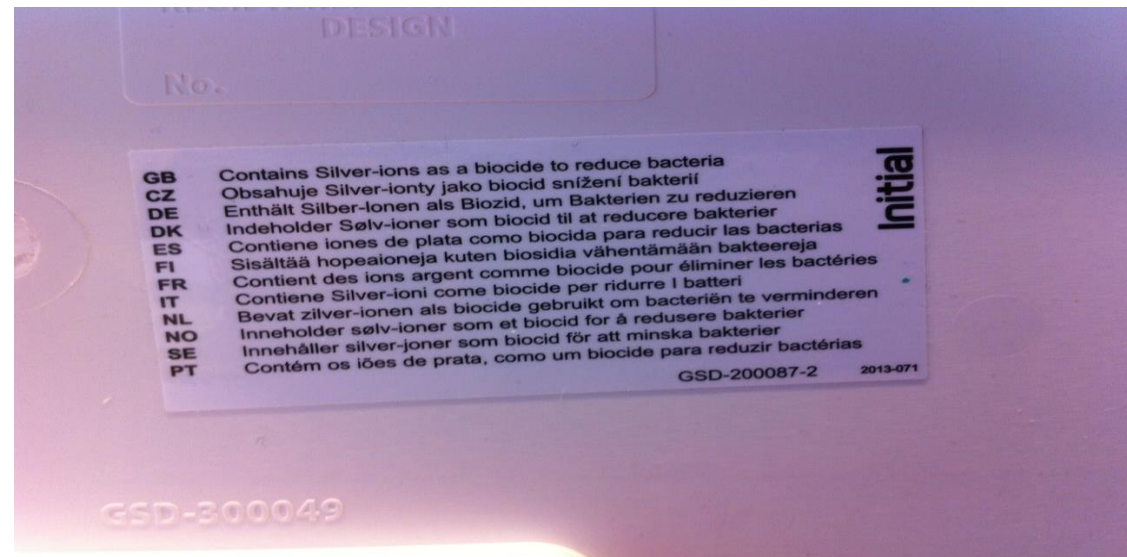 REGISTERED
DESIGN
No.
GB Contains Silver-ions as a biocide to reduce bacteria
CZ Obsahuje Silver-ionty jako biocid snížení bakterií
DE Enthält Silber-Ionen als Biozid, um Bakterien zu reduzieren
DK Indeholder Sølv-ioner som biocid til at reducere bakterier
ES Contiene iones de plata como biocida para reducir las bacterias
FI Sisältää hopeaioneja kuten biosidia vähentämään bakteereja
FR Contient des ions argent comme biocide pour éliminer les bactéries
IT Contiene Silver-ioni come biocide per ridurre I batteri
NL Bevat zilver-ionen als biocide gebruikt om bacteriën te verminderen
NO Inneholder sølv-ioner som et biocid for å redusere bakterier
SE Innehåller silver-joner som biocid för att minska bakterier
PT Contém os iões de prata, como um biocide para reduzir bactérias
GSD-200087-2 2013-071
Initial
GSD-300049